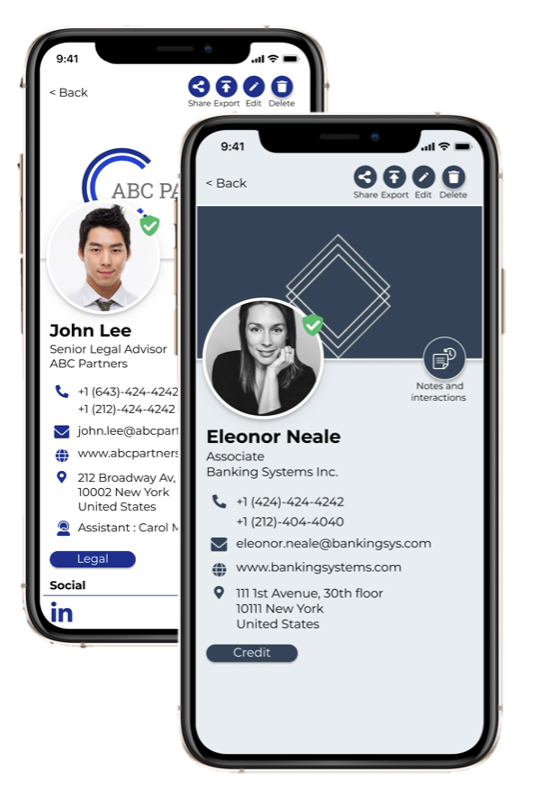 9:41
< Back
Share Export Edit Delete
ABC PA
John Lee
Senior Legal Advisor
ABC Partners
+1 (643)-424-4242
+1 (212)-424-4242
john.lee@abcpart
www.abcpartners
212 Broadway Av,
10002 New York
United States
Assistant : Carol M
Legal
Social
in
9:41
< Back
Share Export Edit Delete
Notes and
interactions
Eleonor Neale
Associate
Banking Systems Inc.
+1 (424)-424-4242
+1 (212)-404-4040
eleonor.neale@bankingsys.com
www.bankingsystems.com
111 1st Avenue, 30th floor
10111 New York
United States
Credit